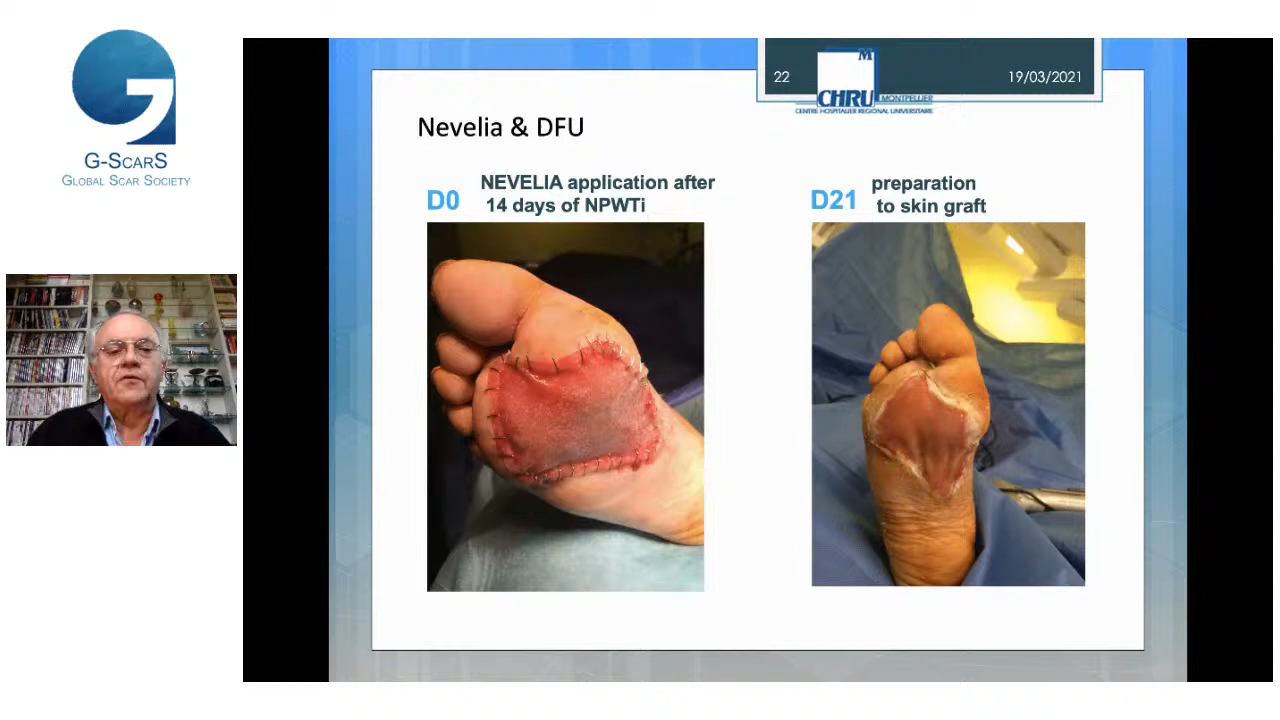 G-SCARS
GLOBAL SCAR SOCIETY
22
19/03/2021
M
CHRU MONTPELLIER
CENTRE HOSPITALIER REGIONAL UNIVERSITAIRE
Nevelia & DFU
D0
NEVELIA application after
14 days of NPWTi
D21
preparation
to skin graft